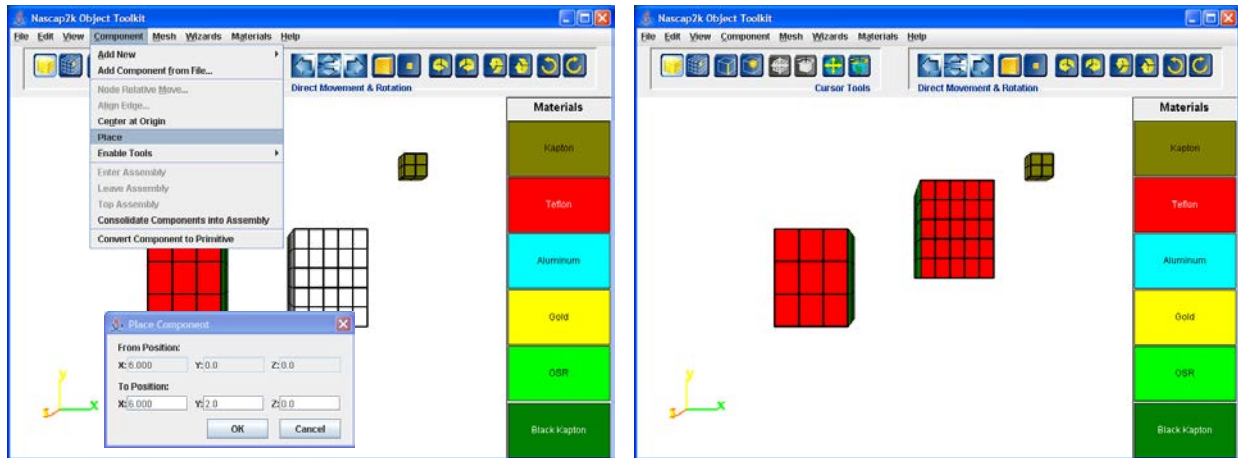 Nascap2k Object Toolkit
File Edit View Component Mesh Wizards Materials Help
Add New
Add Component from File...
Node Relative Move...
Align Edge...
Center at Origin
Place
Enable Tools
Enter Assembly
Leave Assembly
Top Assembly
Consolidate Components into Assembly
Convert Component to Primitive
Direct Movement & Rotation
Materials
Kapton
Teflon
Aluminum
Gold
OSR
Black Kapton
Place Component
From Position:
X: 6.000 Y: 0.0 Z: 0.0
To Position:
X: 6.000 Y: 2.0 Z: 0.0
OK Cancel
y
z x
Nascap2k Object Toolkit
File Edit View Component Mesh Wizards Materials Help
Cursor Tools Direct Movement & Rotation
Materials
Kapton
Teflon
Aluminum
Gold
OSR
Black Kapton
y
z x